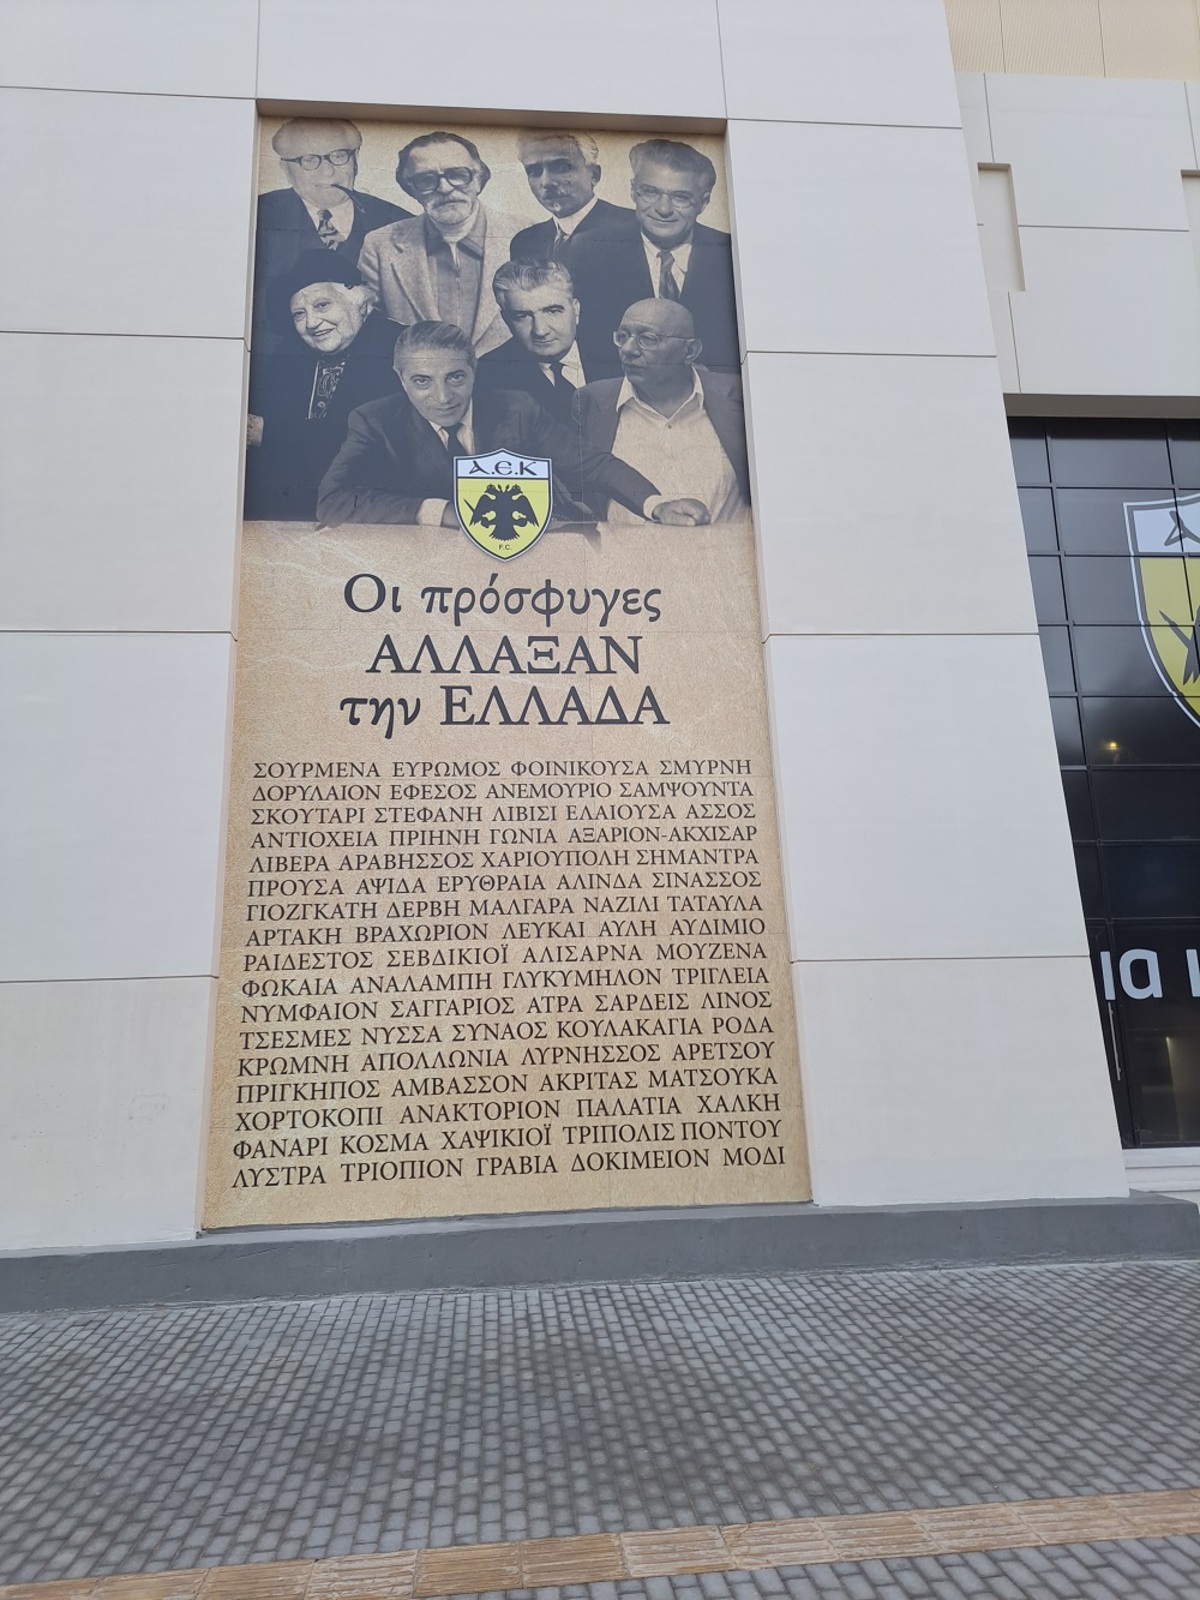 Α.Ε.Κ
F.C.
Οι πρόσφυγες
ΑΛΛΑΞΑΝ
την ΕΛΛΑΔΑ
ΣΟΥΡΜΕΝΑ ΕΥΡΩΜΟΣ ΦΟΙΝΙΚΟΥΣΑ ΣΜΥΡΝΗ
ΔΟΡΥΛΑΙΟΝ ΕΦΕΣΟΣ ΑΝΕΜΟΥΡΙΟ ΣΑΜΨΟΥΝΤΑ
ΣΚΟΥΤΑΡΙ ΣΤΕΦΑΝΗ ΛΙΒΙΣΙ ΕΛΑΙΟΥΣΑ ΑΣΣΟΣ
ΑΝΤΙΟΧΕΙΑ ΠΡΙΗΝΗ ΓΩΝΙΑ ΑΞΑΡΙΟΝ-ΑΚΧΙΣΑΡ
ΛΙΒΕΡΑ ΑΡΑΒΗΣΣΟΣ ΧΑΡΙΟΥΠΟΛΗ ΣΗΜΑΝΤΡΑ
ΠΡΟΥΣΑ ΑΨΙΔΑ ΕΡΥΘΡΑΙΑ ΑΛΙΝΔΑ ΣΙΝΑΣΣΟΣ
ΓΙΟΖΓΚΑΤΗ ΔΕΡΒΗ ΜΑΛΓΑΡΑ ΝΑΖΙΛΙ ΤΑΤΑΥΛΑ
ΑΡΤΑΚΗ ΒΡΑΧΩΡΙΟΝ ΛΕΥΚΑΙ ΑΥΛΗ ΑΥΔΙΜΙΟ
ΡΑΙΔΕΣΤΟΣ ΣΕΒΔΙΚΙΟΪ ΑΛΙΣΑΡΝΑ ΜΟΥΖΕΝΑ
ΦΩΚΑΙΑ ΑΝΑΛΑΜΠΗ ΓΛΥΚΥΜΗΛΟΝ ΤΡΙΓΛΕΙΑ
ΝΥΜΦΑΙΟΝ ΣΑΓΓΑΡΙΟΣ ΑΤΡΑ ΣΑΡΔΕΙΣ ΛΙΝΟΣ
ΤΣΕΣΜΕΣ ΝΥΣΣΑ ΣΥΝΑΟΣ ΚΟΥΛΑΚΑΓΙΑ ΡΟΔΑ
ΚΡΩΜΝΗ ΑΠΟΛΛΩΝΙΑ ΛΥΡΝΗΣΣΟΣ ΑΡΕΤΣΟΥ
ΠΡΙΓΚΗΠΟΣ ΑΜΒΑΣΣΟΝ ΑΚΡΙΤΑΣ ΜΑΤΣΟΥΚΑ
ΧΟΡΤΟΚΟΠΙ ΑΝΑΚΤΟΡΙΟΝ ΠΑΛΑΤΙΑ ΧΑΛΚΗ
ΦΑΝΑΡΙ ΚΟΣΜΑ ΧΑΨΙΚΙΟΪ ΤΡΙΠΟΛΙΣ ΠΟΝΤΟΥ
ΛΥΣΤΡΑ ΤΡΙΟΠΙΟΝ ΓΡΑΒΙΑ ΔΟΚΙΜΕΙΟΝ ΜΟΔΙ